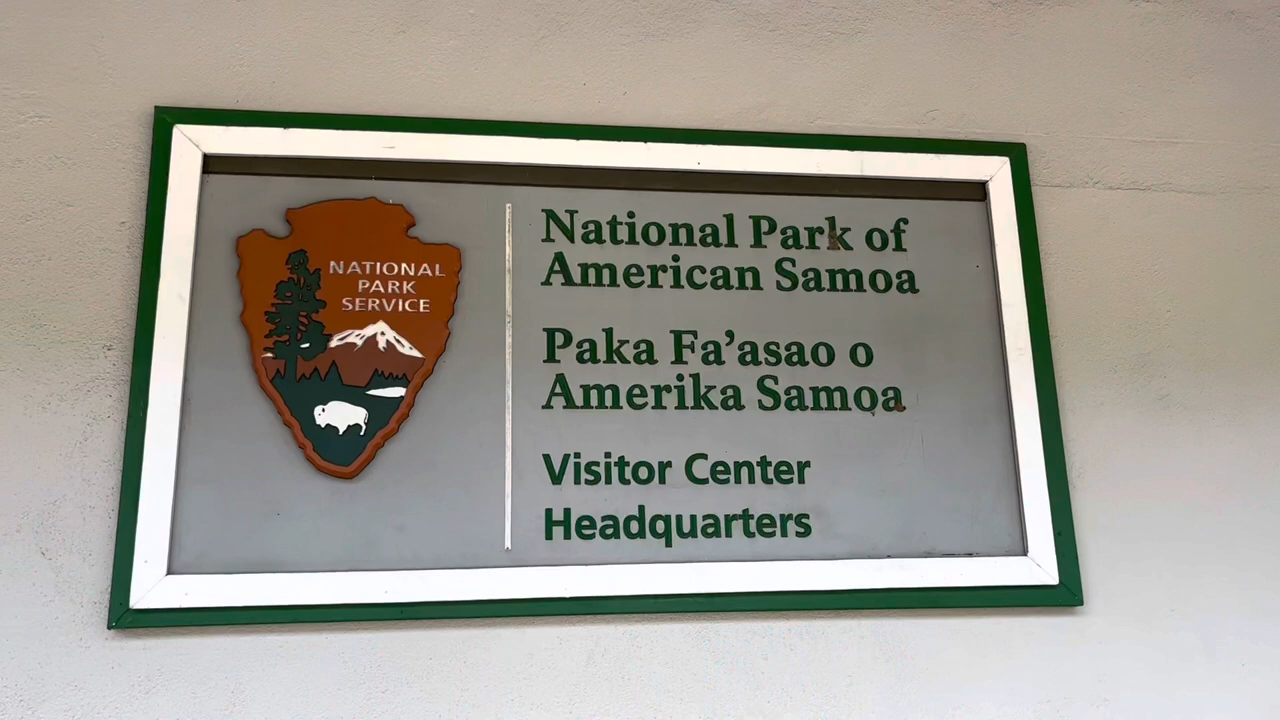 NATIONAL
PARK
SERVICE
National Park of
American Samoa
Paka Fa’asao o
Amerika Samoa
Visitor Center
Headquarters